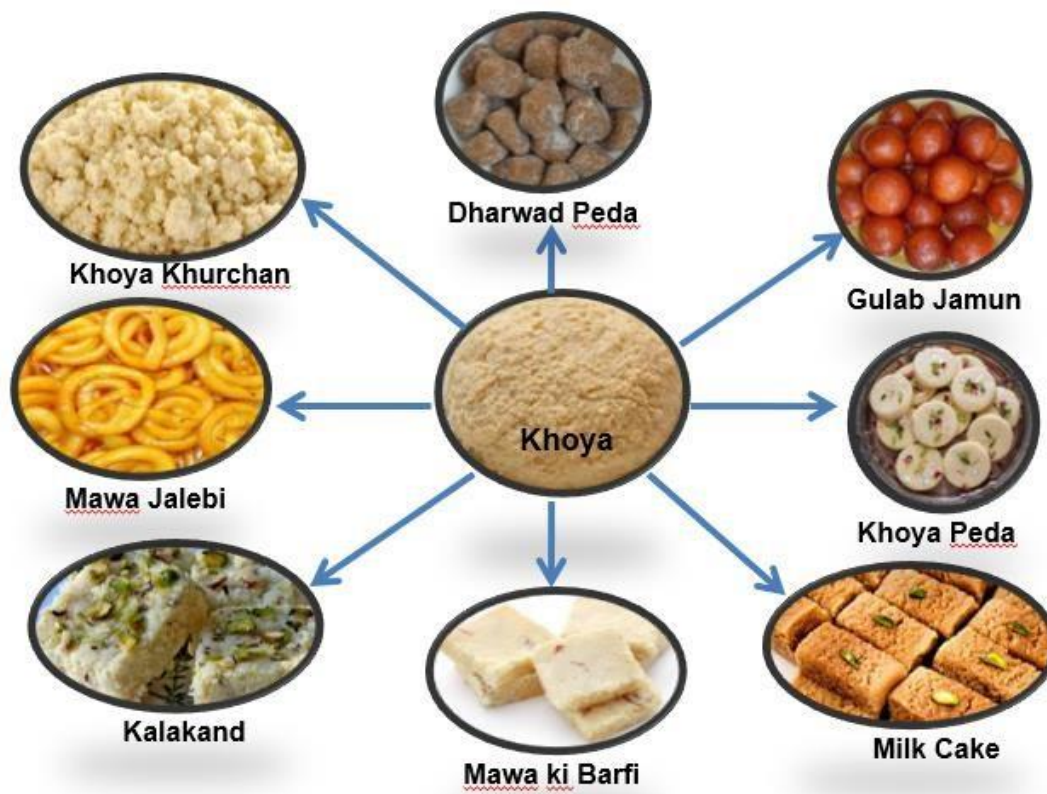 Dharwad Peda
Khoya Khurchan
Gulab Jamun
Khoya
Mawa Jalebi
Khoya Peda
Kalakand
Mawa ki Barfi
Milk Cake